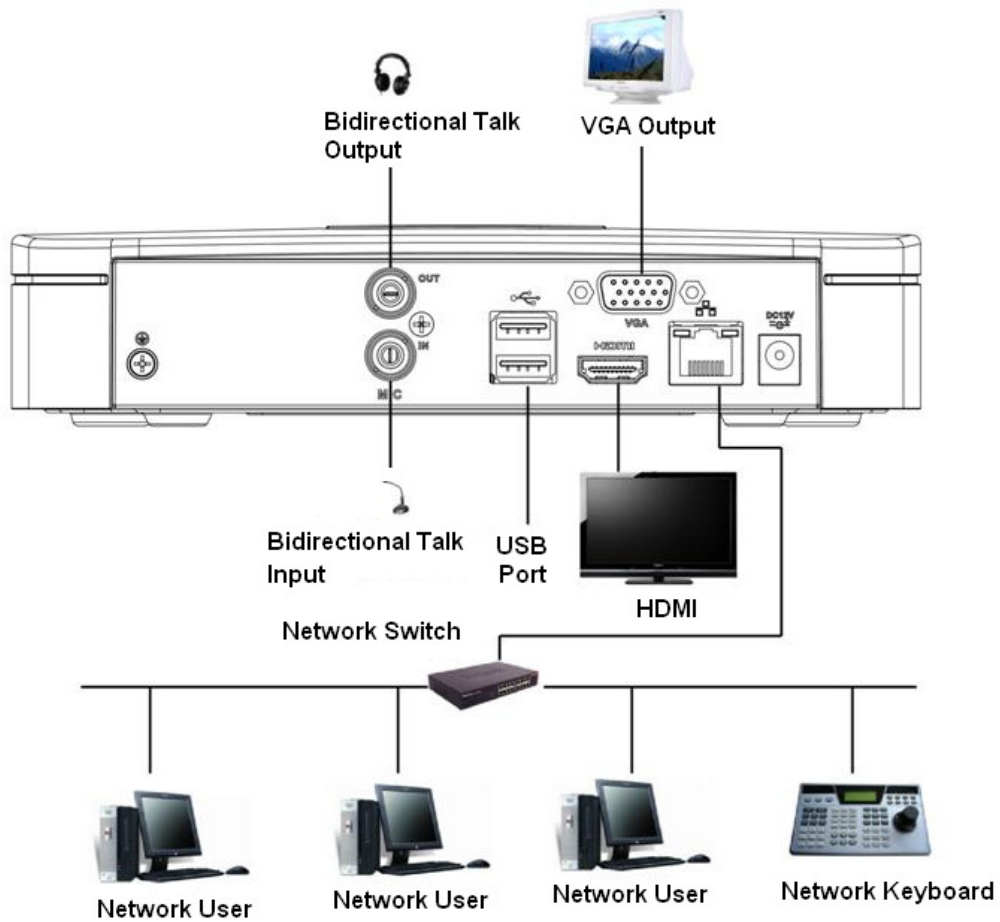 Bidirectional Talk
Output
VGA Output
OUT
VGA
DC12V
IN
HDMI
MIC
Bidirectional Talk
Input
USB
Port
HDMI
Network Switch
Network User
Network User
Network User
Network Keyboard